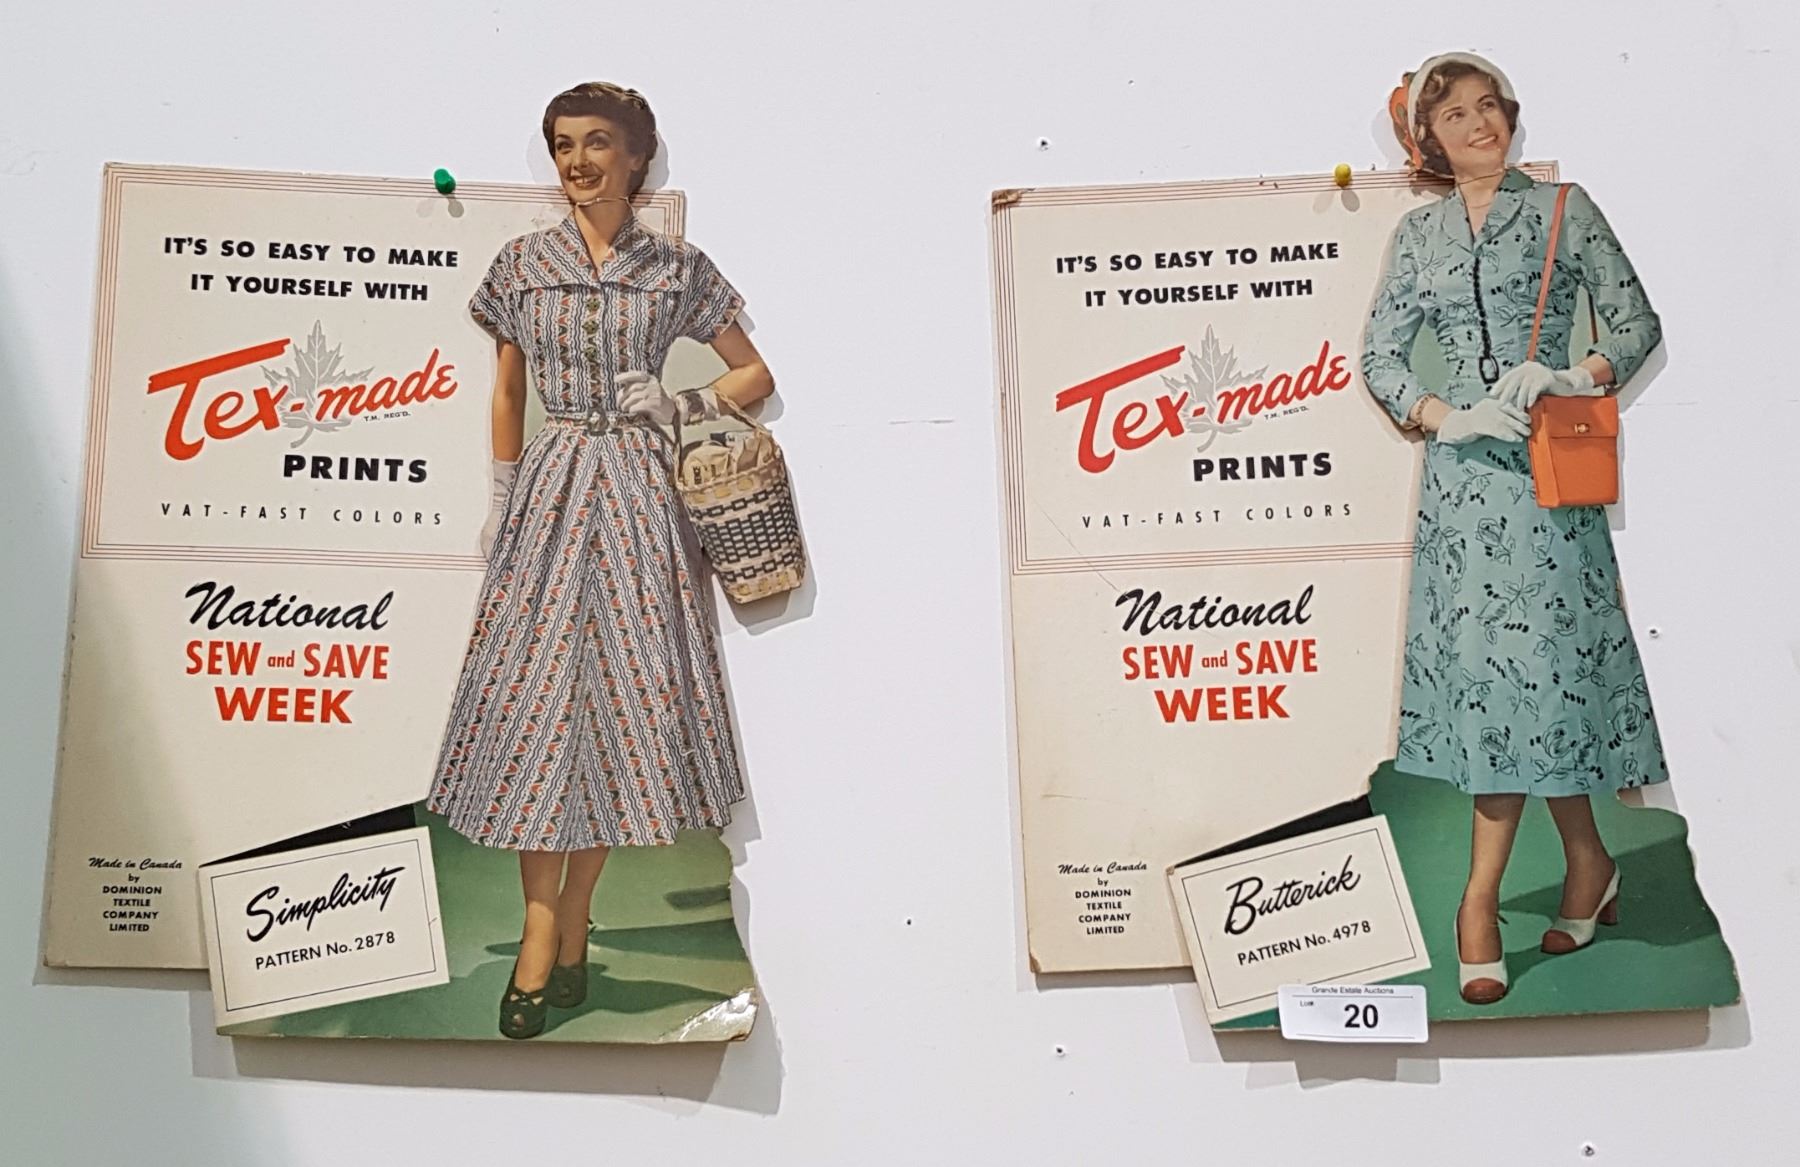 IT'S SO EASY TO MAKE
IT YOURSELF WITH
Tex-made
T.M. REG'D.
PRINTS
VAT-FAST COLORS
National
SEW and SAVE
WEEK
Made in Canada
by
DOMINION
TEXTILE
COMPANY
LIMITED
Simplicity
PATTERN No. 2878
IT'S SO EASY TO MAKE
IT YOURSELF WITH
Tex-made
T.M. REG'D.
PRINTS
VAT-FAST COLORS
National
SEW and SAVE
WEEK
Made in Canada
by
DOMINION
TEXTILE
COMPANY
LIMITED
Butterick
PATTERN No. 4978
Grande Estate Auctions
Lot#
20